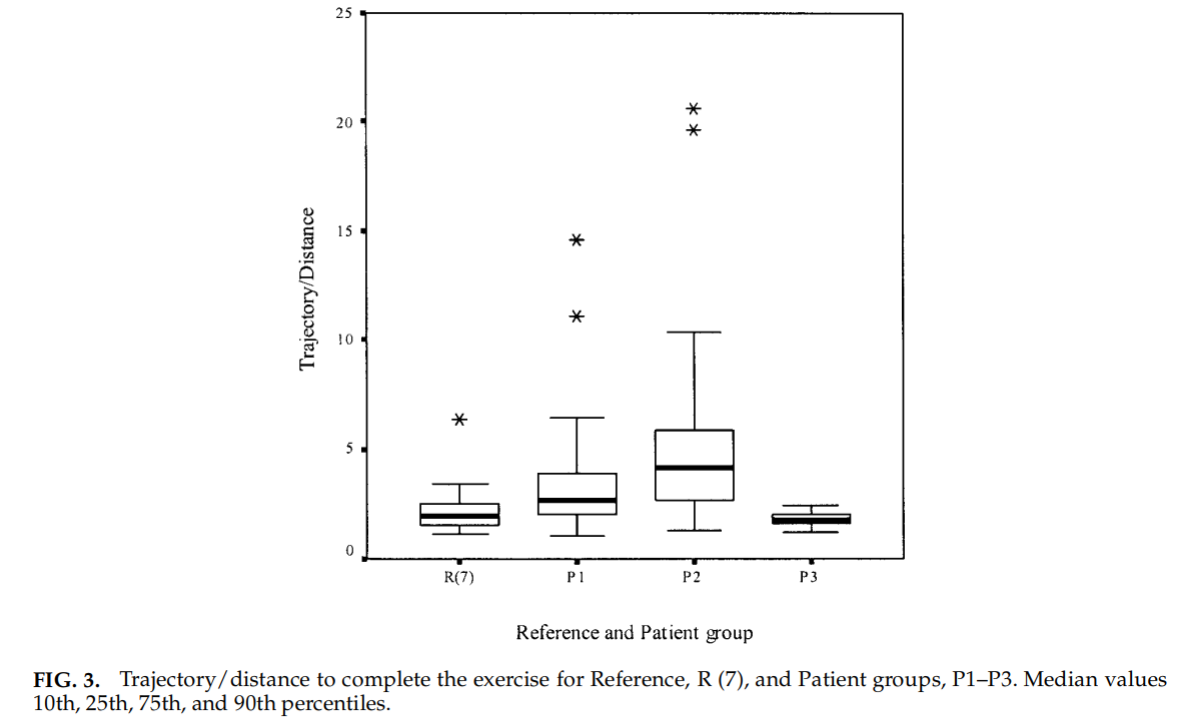 25
20
15
10
5
0
Trajectory/Distance
R(7)
P1
P2
P3
Reference and Patient group
FIG. 3. Trajectory/distance to complete the exercise for Reference, R (7), and Patient groups, P1–P3. Median values
10th, 25th, 75th, and 90th percentiles.